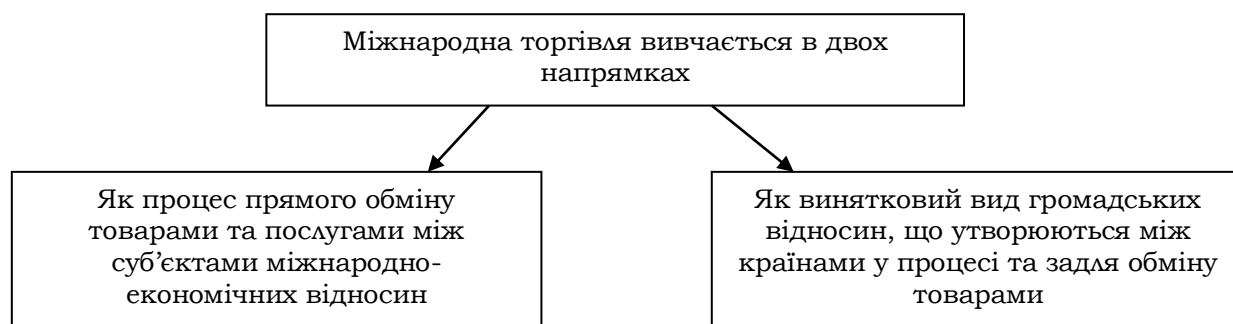 Міжнародна торгівля вивчається в двох
напрямках
Як процес прямого обміну
товарами та послугами між
суб’єктами міжнародно-
економічних відносин
Як винятковий вид громадських
відносин, що утворюються між
країнами у процесі та задля обміну
товарами